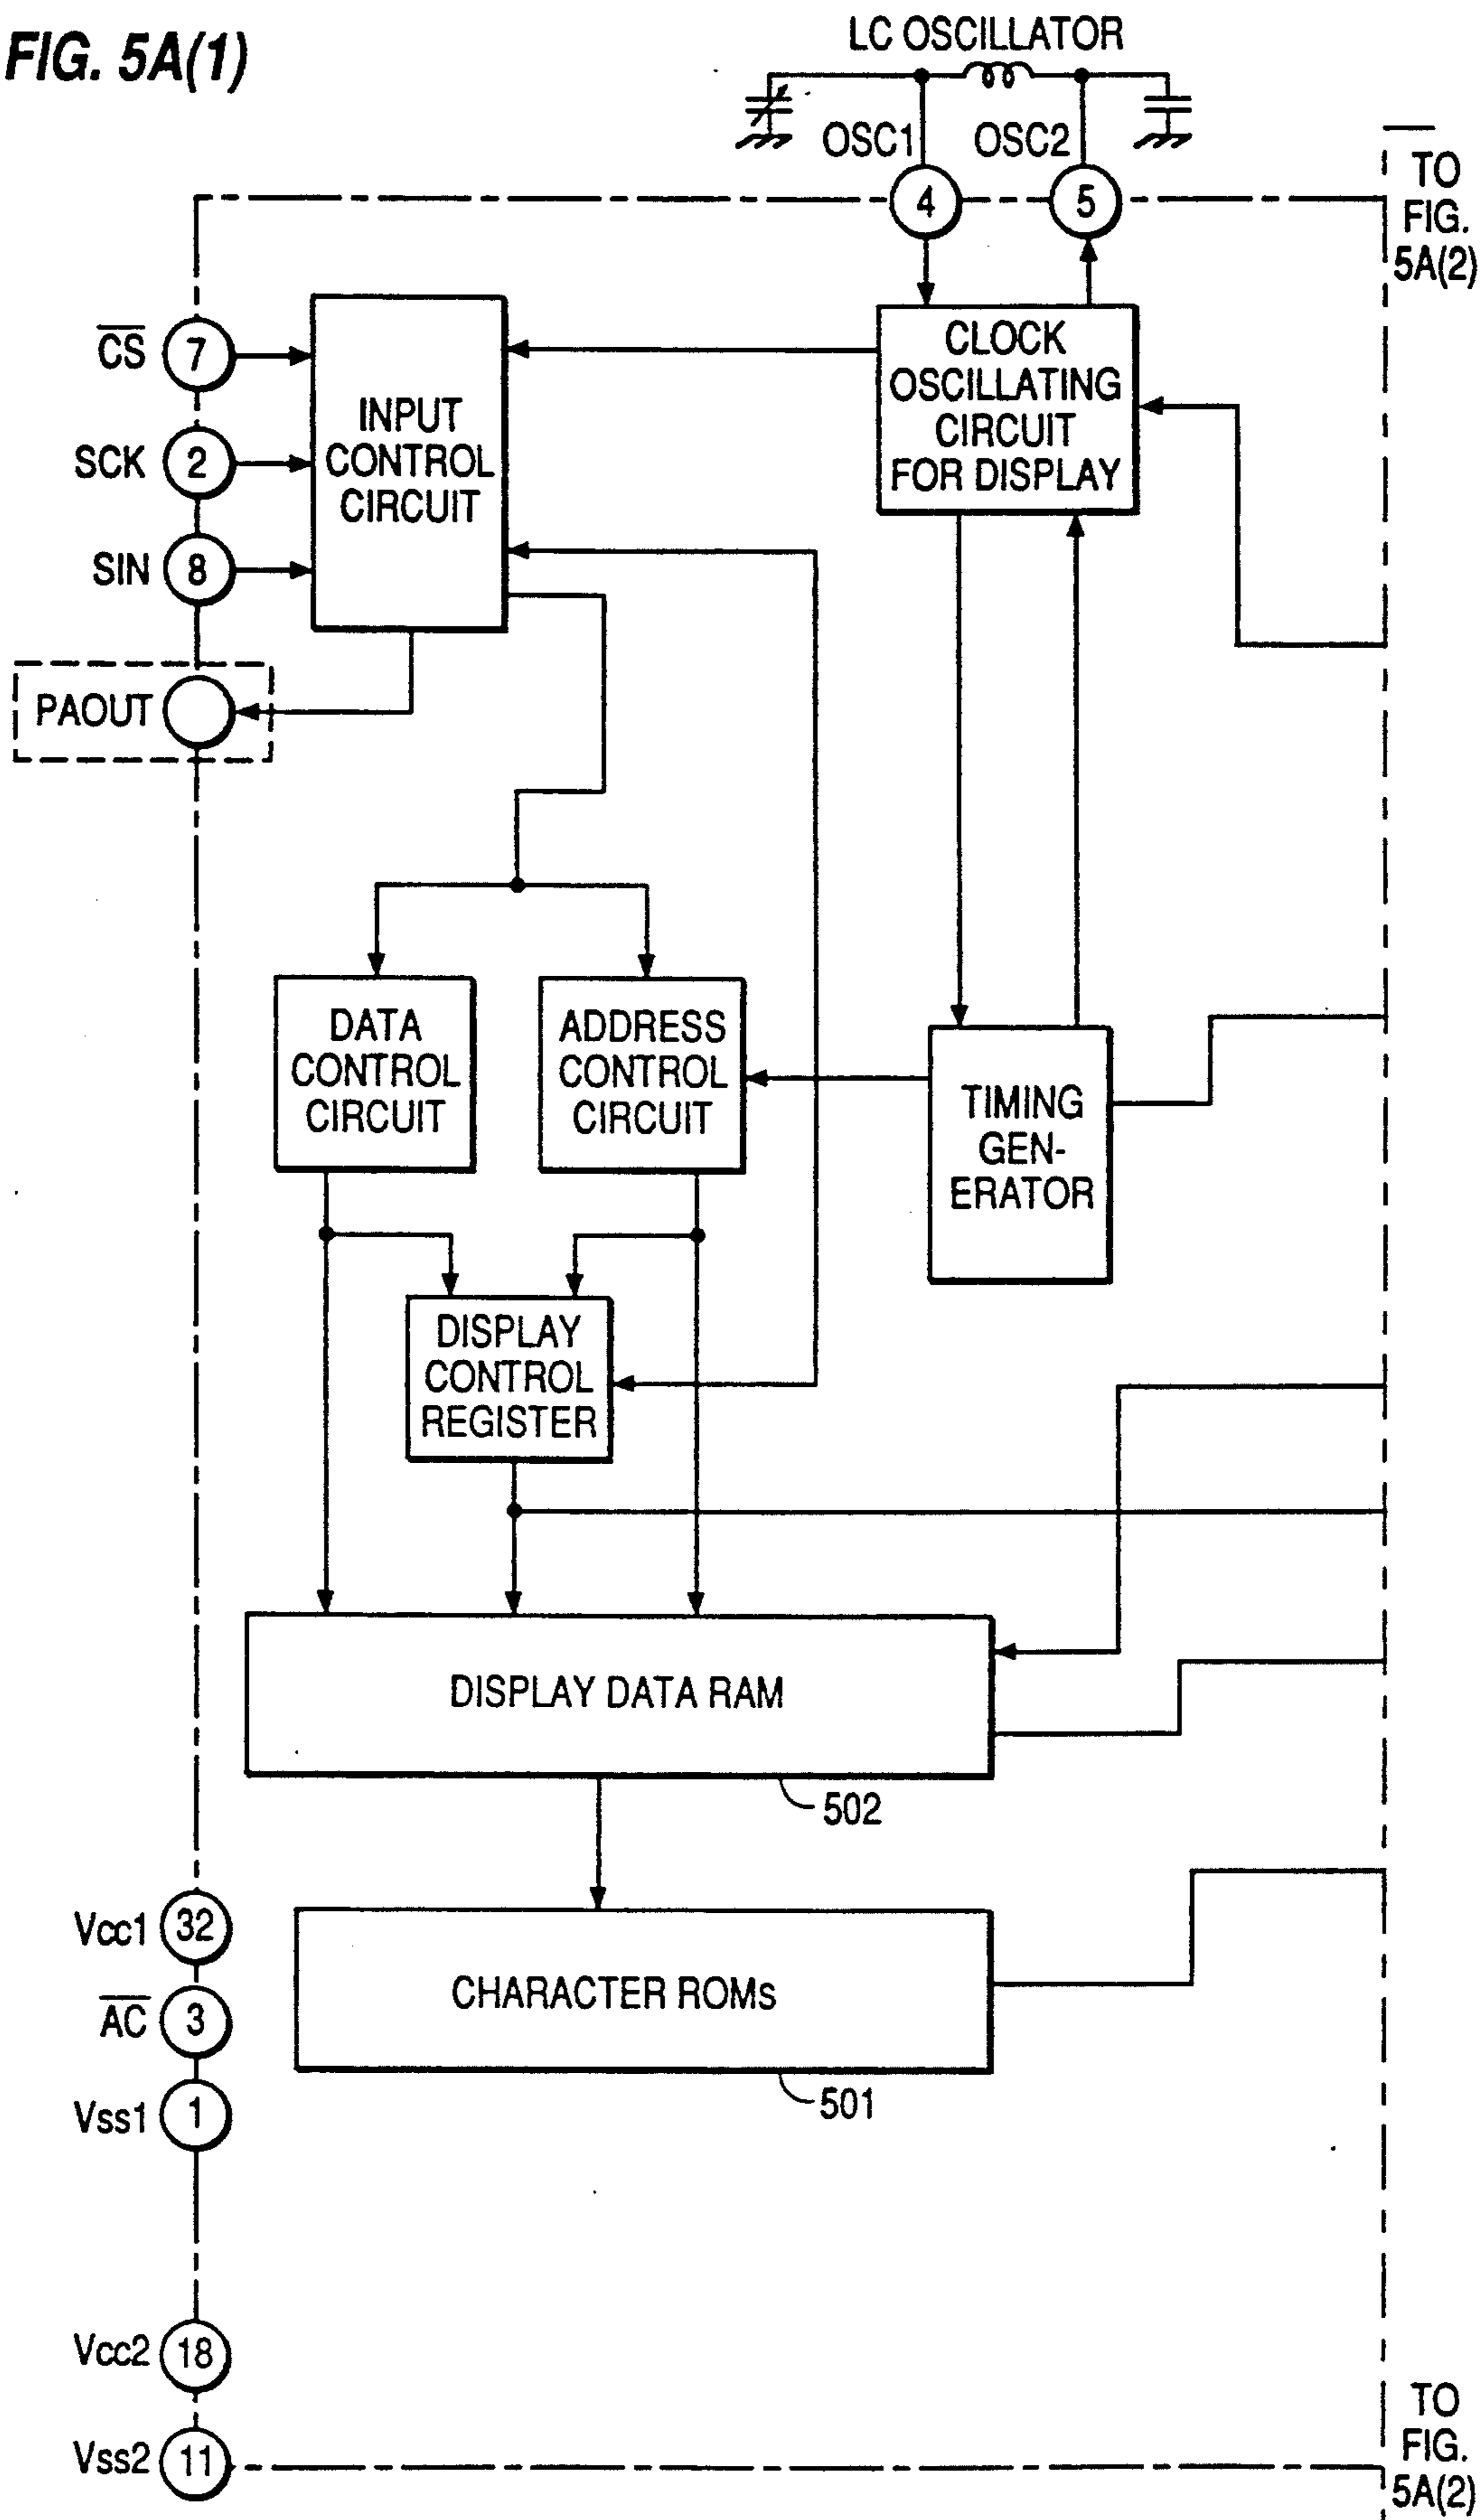 FIG. 5A(1)
LC OSCILLATOR
OSC1
OSC2
TO
FIG.
5A(2)
4
5
CS
7
SCK
2
SIN
8
PAOUT
INPUT
CONTROL
CIRCUIT
CLOCK
OSCILLATING
CIRCUIT
FOR DISPLAY
DATA
CONTROL
CIRCUIT
ADDRESS
CONTROL
CIRCUIT
TIMING
GEN-
ERATOR
DISPLAY
CONTROL
REGISTER
DISPLAY DATA RAM
502
Vcc1
32
CHARACTER ROMs
AC
3
501
Vss1
1
Vcc2
18
Vss2
11
TO
FIG.
5A(2)